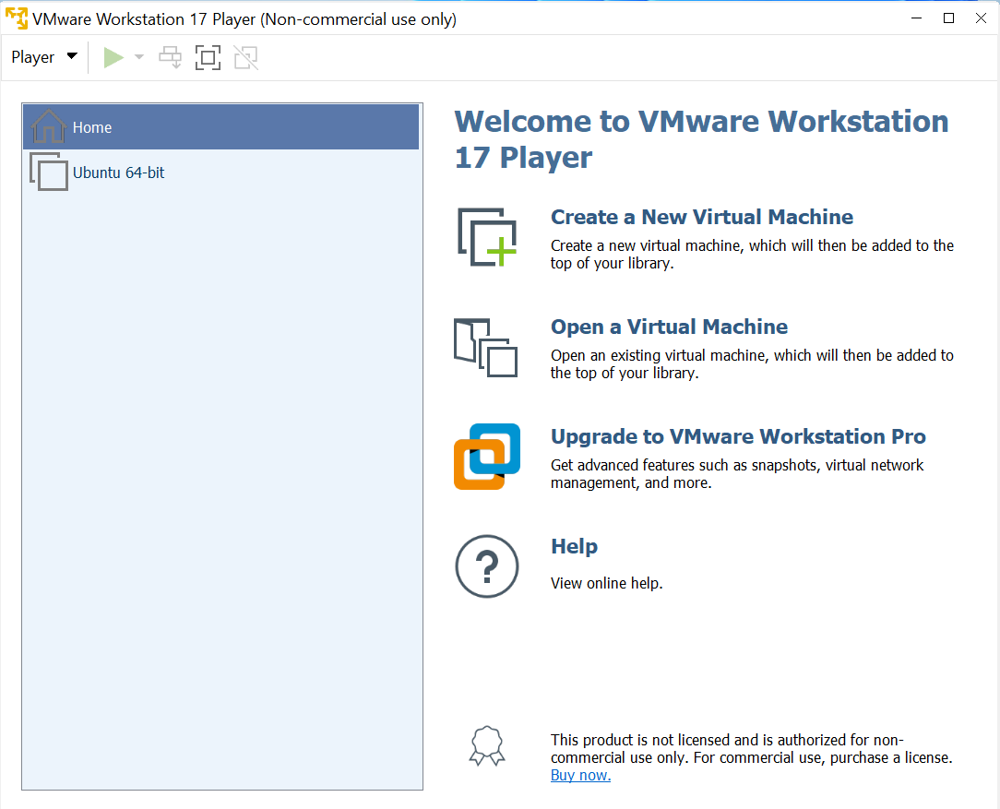 VMware Workstation 17 Player (Non-commercial use only)
Player
Home
Ubuntu 64-bit
Welcome to VMware Workstation
17 Player
Create a New Virtual Machine
Create a new virtual machine, which will then be added to the
top of your library.
Open a Virtual Machine
Open an existing virtual machine, which will then be added to
the top of your library.
Upgrade to VMware Workstation Pro
Get advanced features such as snapshots, virtual network
management, and more.
?
Help
View online help.
This product is not licensed and is authorized for non-
commercial use only. For commercial use, purchase a license.
Buy now.